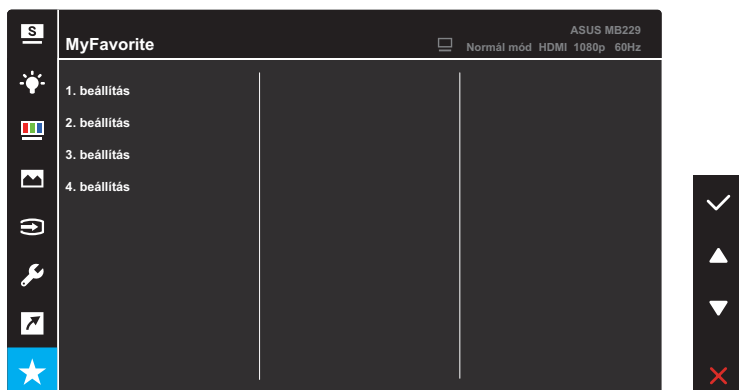 S
ASUS MB229
MyFavorite
Normál mód HDMI 1080p 60Hz
1. beállítás
2. beállítás
3. beállítás
4. beállítás